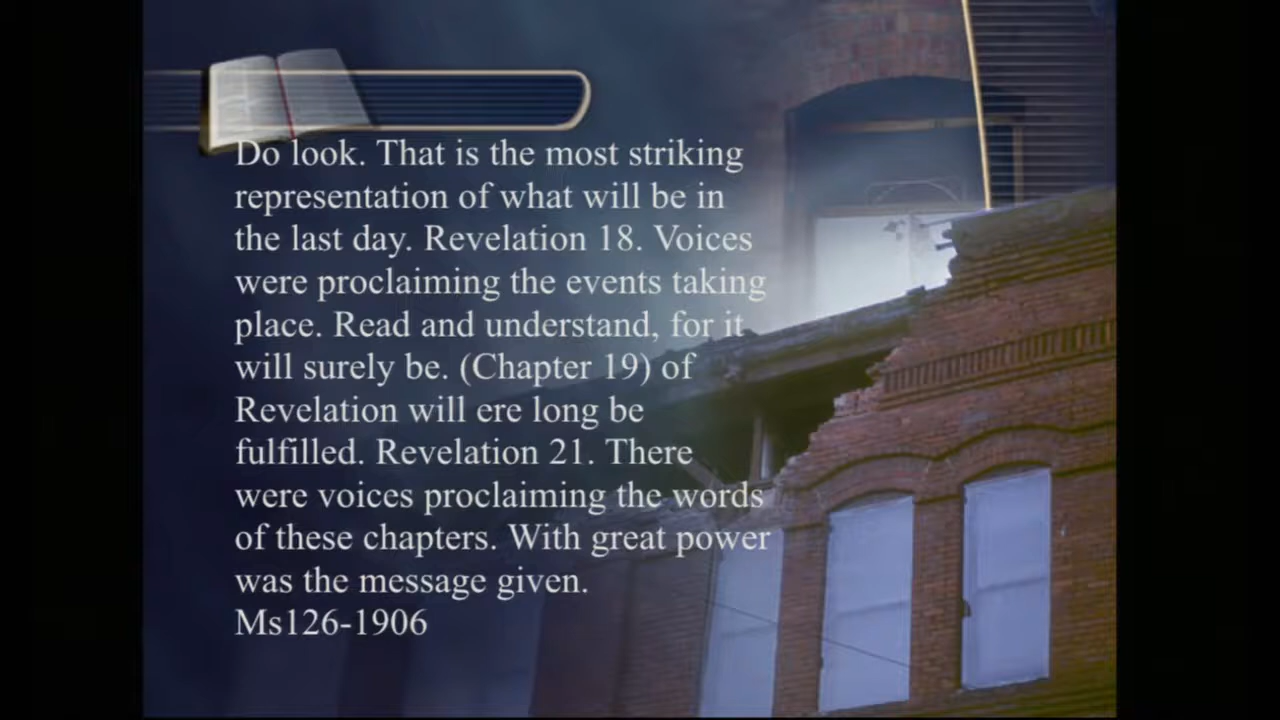 Do look. That is the most striking
representation of what will be in
the last day. Revelation 18. Voices
were proclaiming the events taking
place. Read and understand, for it
will surely be. (Chapter 19) of
Revelation will ere long be
fulfilled. Revelation 21. There
were voices proclaiming the words
of these chapters. With great power
was the message given.
Ms126-1906